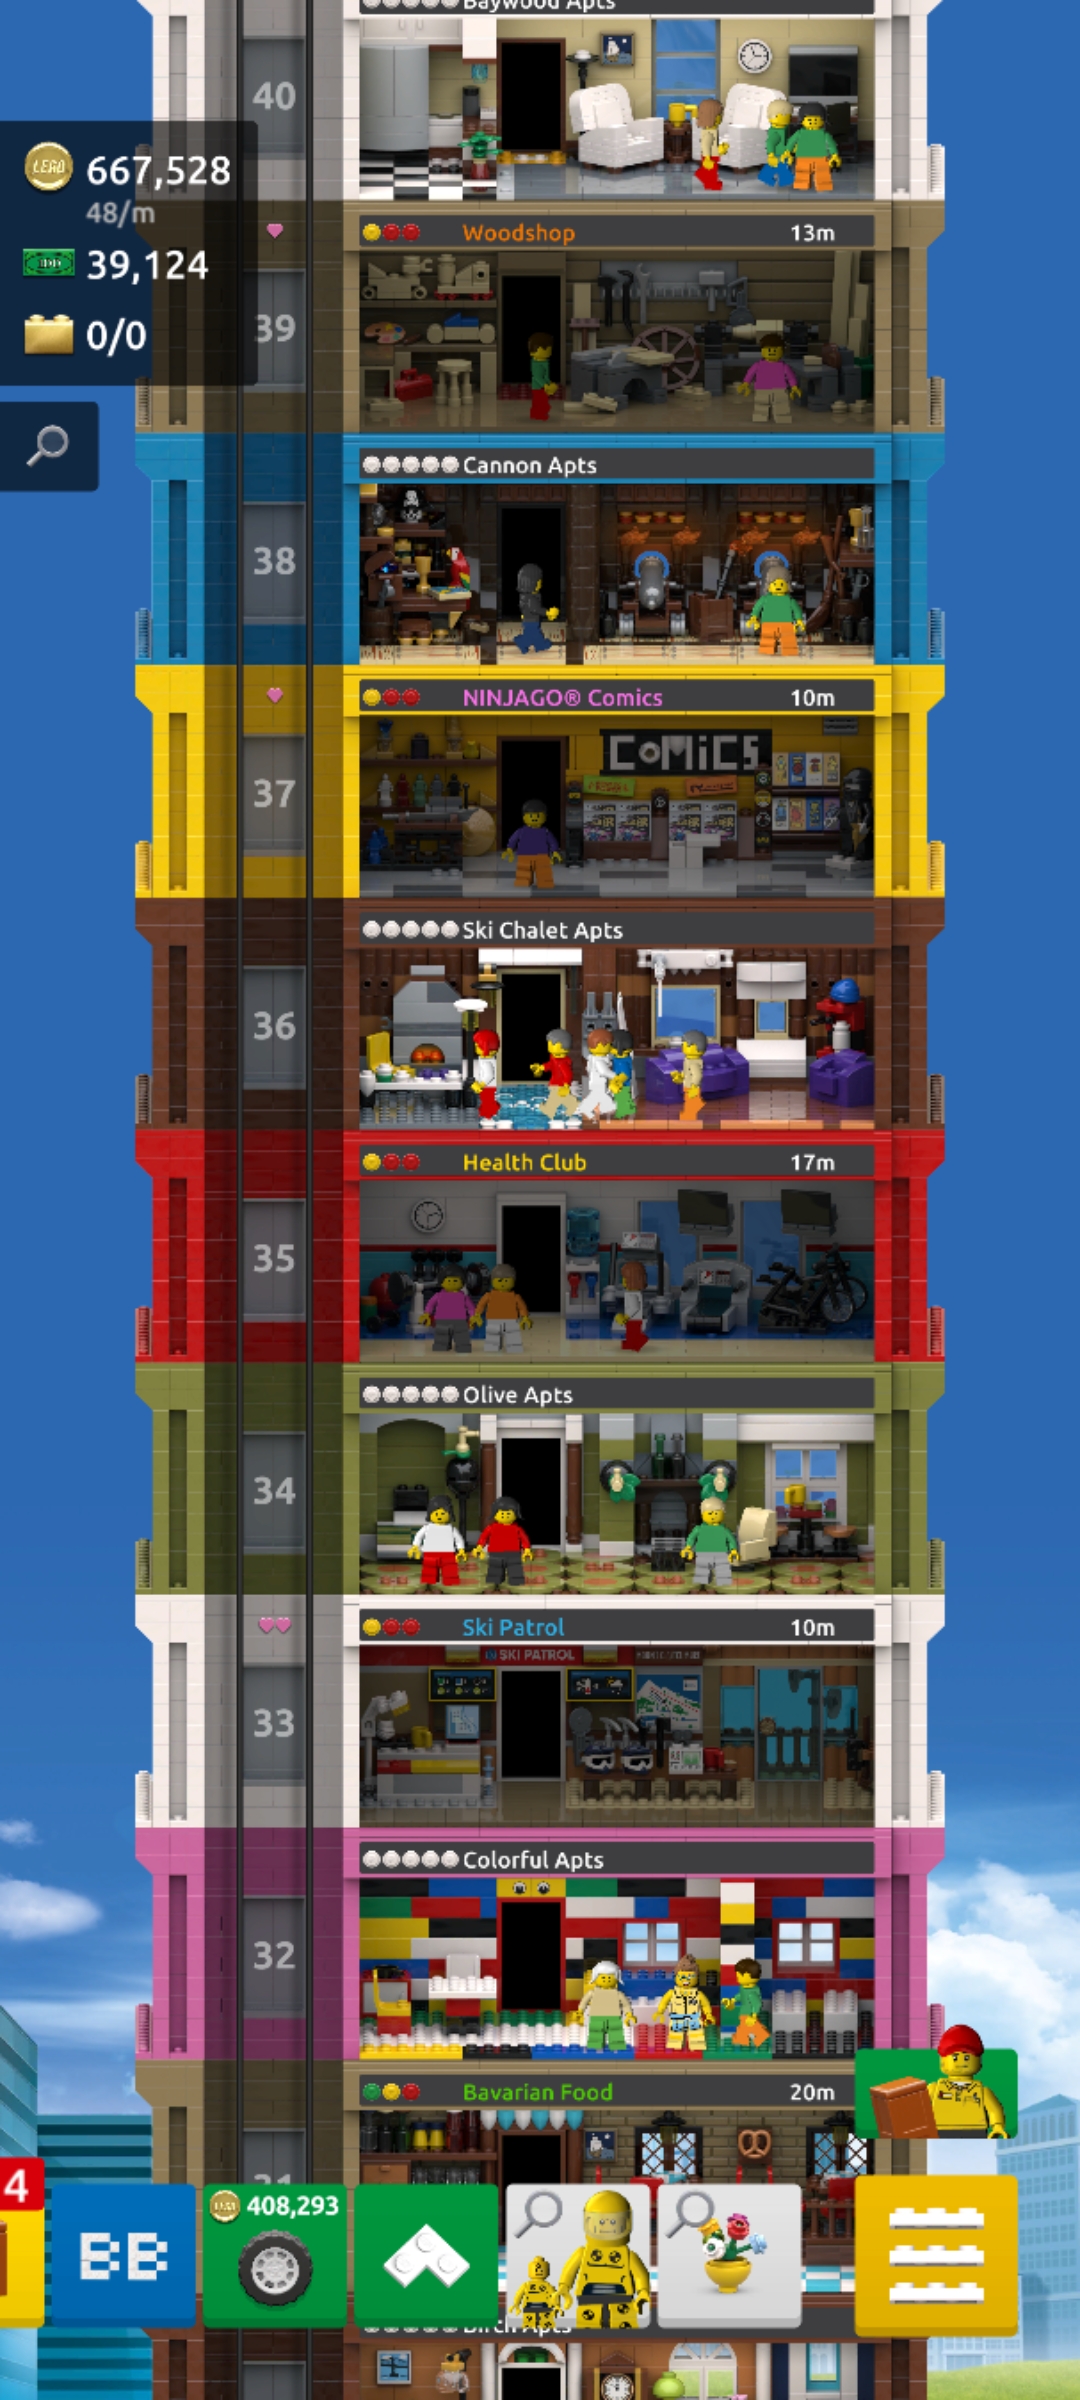 Baywood Apts
40
LEGO
667,528
48/m
39,124
0/0
Woodshop 13m
39
Cannon Apts
38
NINJAGO® Comics 10m
COMICS
37
Ski Chalet Apts
36
Health Club 17m
35
Olive Apts
34
Ski Patrol 10m
SKI PATROL
33
Colorful Apts
32
Bavarian Food 20m
31
4
BB
408,293
Birch Apts